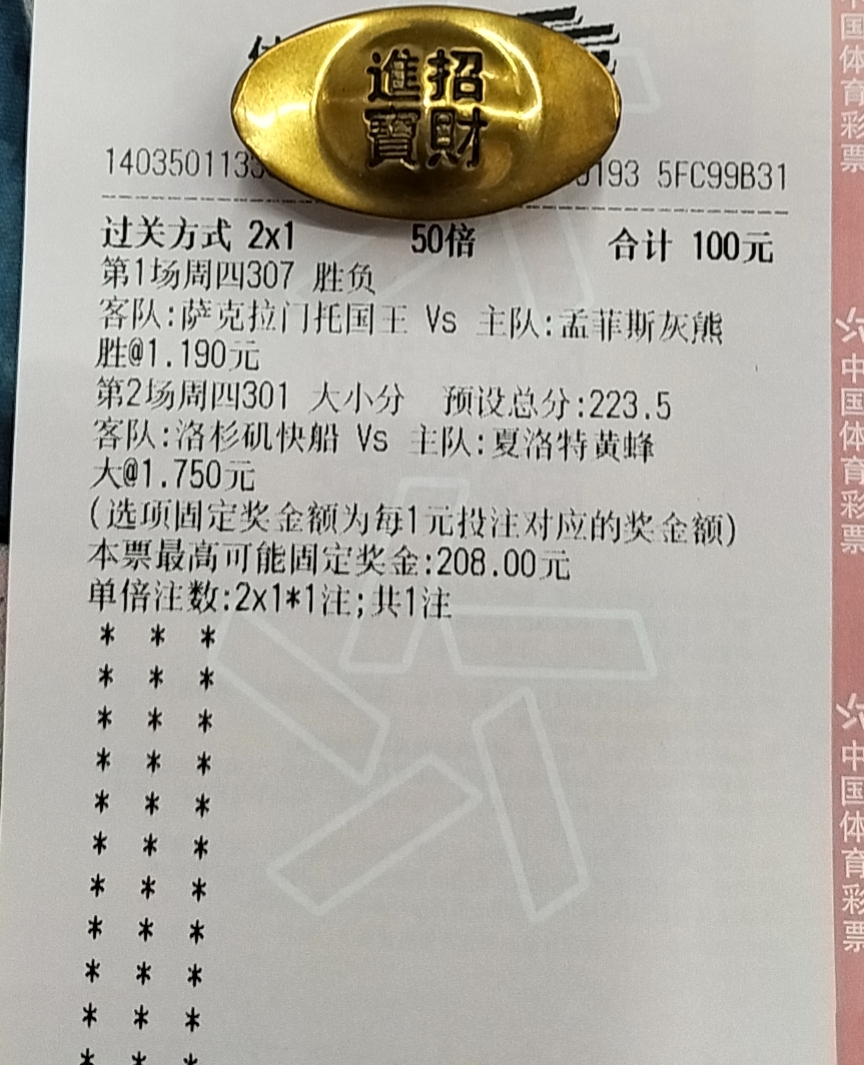 招財
進寶
14035011353
0193 5FC99B31
过关方式 2x1 50倍 合计 100元
第1场周四307 胜负
客队:萨克拉门托国王 Vs 主队:孟菲斯灰熊
胜@1.190元
第2场周四301 大小分 预设总分:223.5
客队:洛杉矶快船 Vs 主队:夏洛特黄蜂
大@1.750元
(选项固定奖金额为每1元投注对应的奖金额)
本票最高可能固定奖金:208.00元
单倍注数:2x1*1注;共1注
* * *
* * *
* * *
* * *
* * *
* * *
* * *
* * *
* * *
* * *
* * *
中国体育彩票
中国体育彩票
中国体育彩票